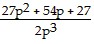 27p² + 54p + 27
2p³